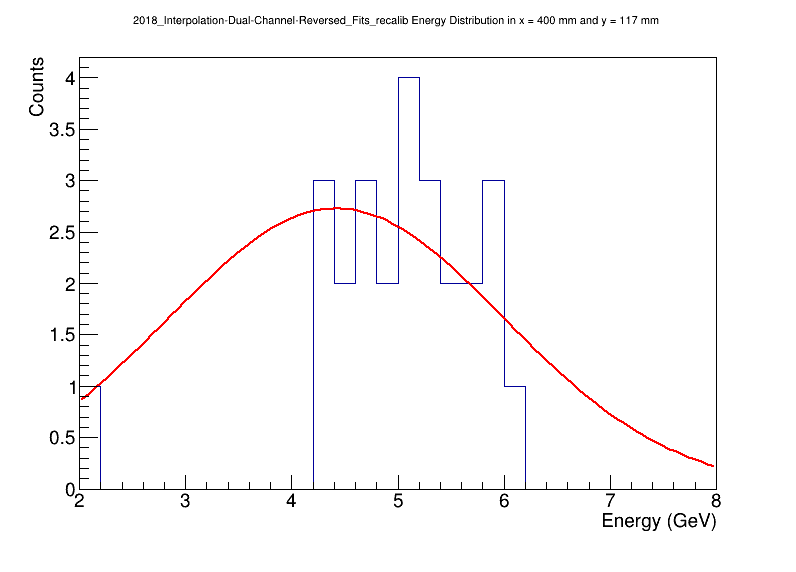 2018_Interpolation-Dual-Channel-Reversed_Fits_recalib Energy Distribution in x = 400 mm and y = 117 mm
Counts
4
3.5
3
2.5
2
1.5
1
0.5
0
2 3 4 5 6 7 8
Energy (GeV)